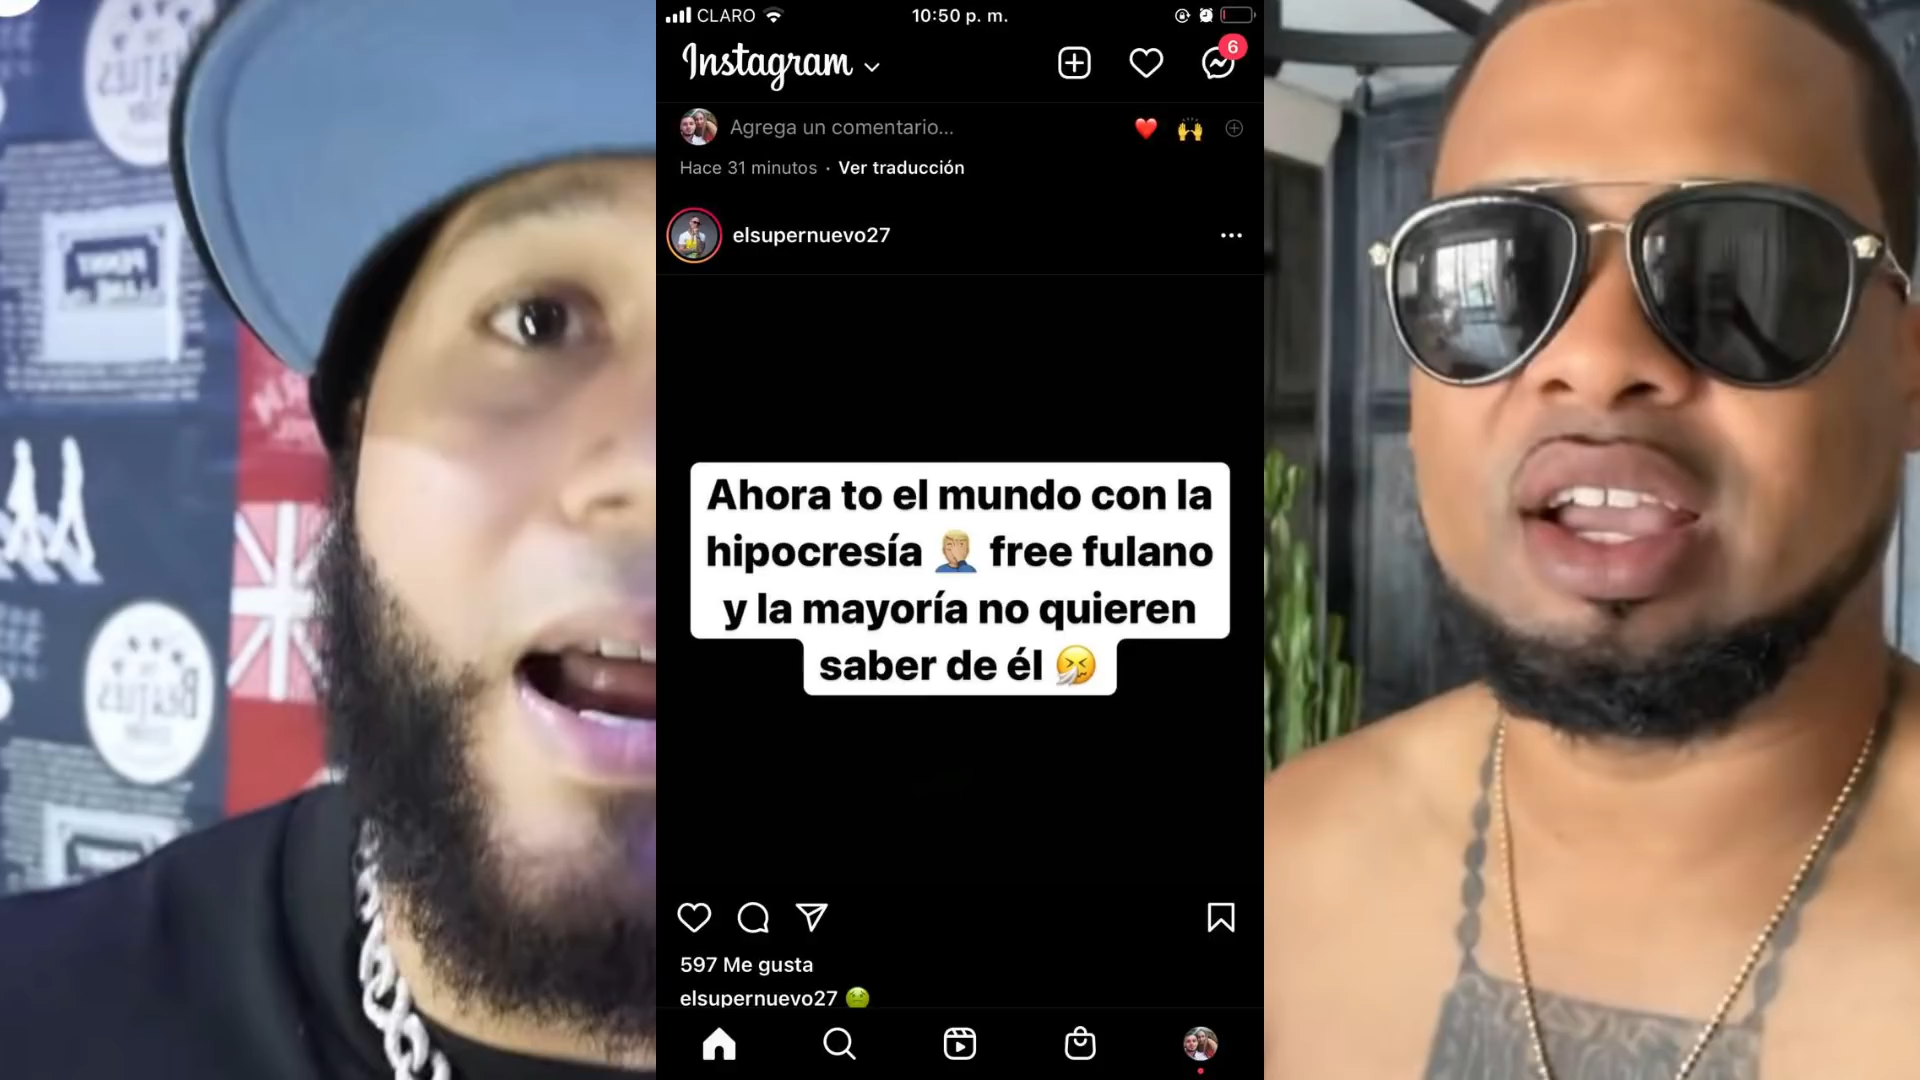 CLARO
10:50 p. m.
Instagram
6
Agrega un comentario...
Hace 31 minutos · Ver traducción
elsupernuevo27
Ahora to el mundo con la
hipocresía 🤦🏼‍♂️ free fulano
y la mayoría no quieren
saber de él 🤧
597 Me gusta
elsupernuevo27 🤢
BEATLES